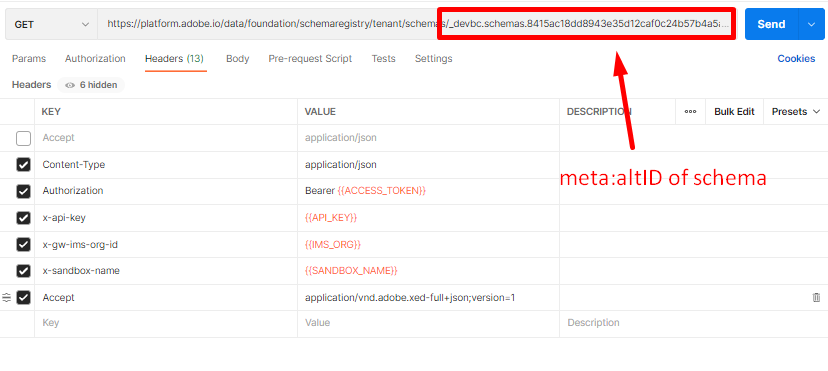 GET https://platform.adobe.io/data/foundation/schemaregistry/tenant/schemas/_devbc.schemas.8415ac18dd8943e35d12caf0c24b57b4a5a... Send
Params Authorization Headers (13) Body Pre-request Script Tests Settings Cookies
Headers 6 hidden
KEY VALUE DESCRIPTION ooo Bulk Edit Presets
Accept application/json
Content-Type application/json
Authorization Bearer {{ACCESS_TOKEN}}
meta:altID of schema
x-api-key {{API_KEY}}
x-gw-ims-org-id {{IMS_ORG}}
x-sandbox-name {{SANDBOX_NAME}}
Accept application/vnd.adobe.xed-full+json;version=1
Key Value Description